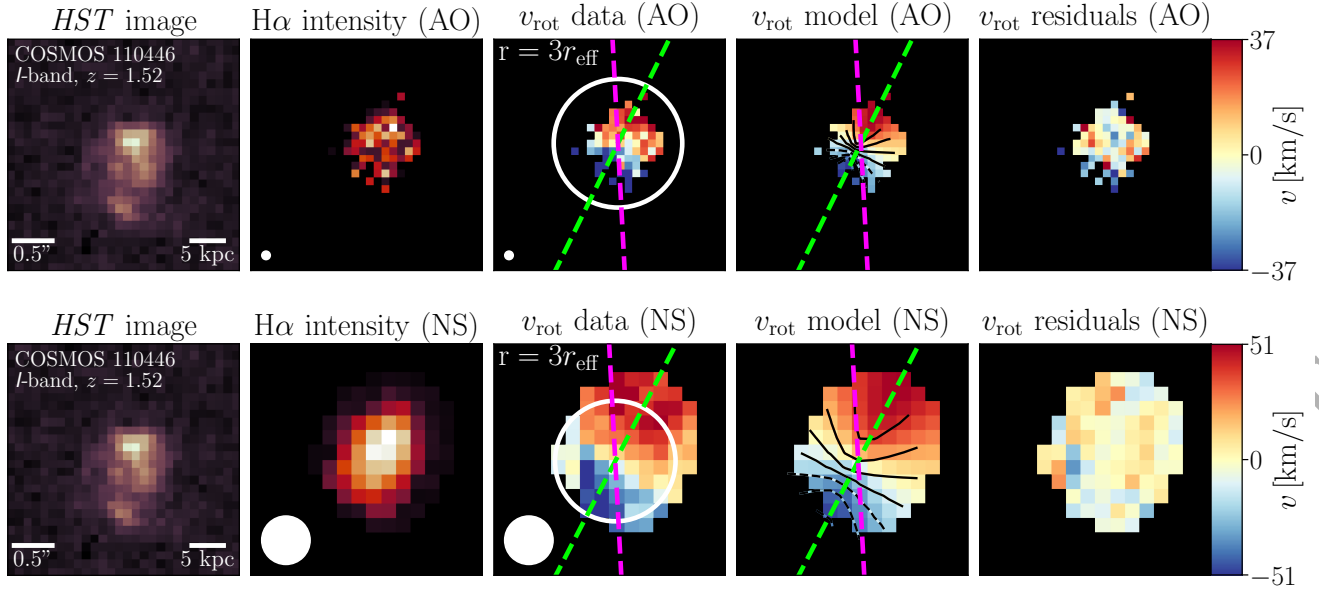 HST image
Hα intensity (AO)
v_rot data (AO)
v_rot model (AO)
v_rot residuals (AO)
COSMOS 110446
I-band, z = 1.52
0.5”
5 kpc
r = 3r_eff
37
0
−37
v [km/s]
HST image
Hα intensity (NS)
v_rot data (NS)
v_rot model (NS)
v_rot residuals (NS)
COSMOS 110446
I-band, z = 1.52
0.5”
5 kpc
r = 3r_eff
51
0
−51
v [km/s]